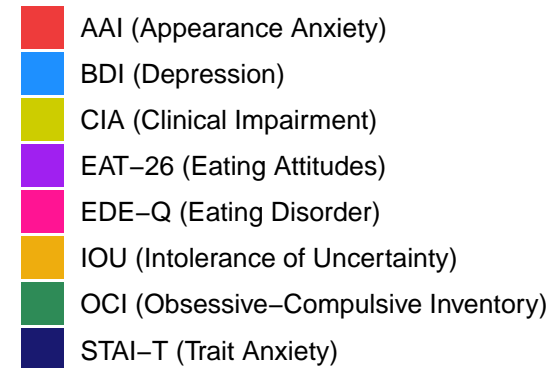 AAI (Appearance Anxiety)
BDI (Depression)
CIA (Clinical Impairment)
EAT−26 (Eating Attitudes)
EDE−Q (Eating Disorder)
IOU (Intolerance of Uncertainty)
OCI (Obsessive−Compulsive Inventory)
STAI−T (Trait Anxiety)